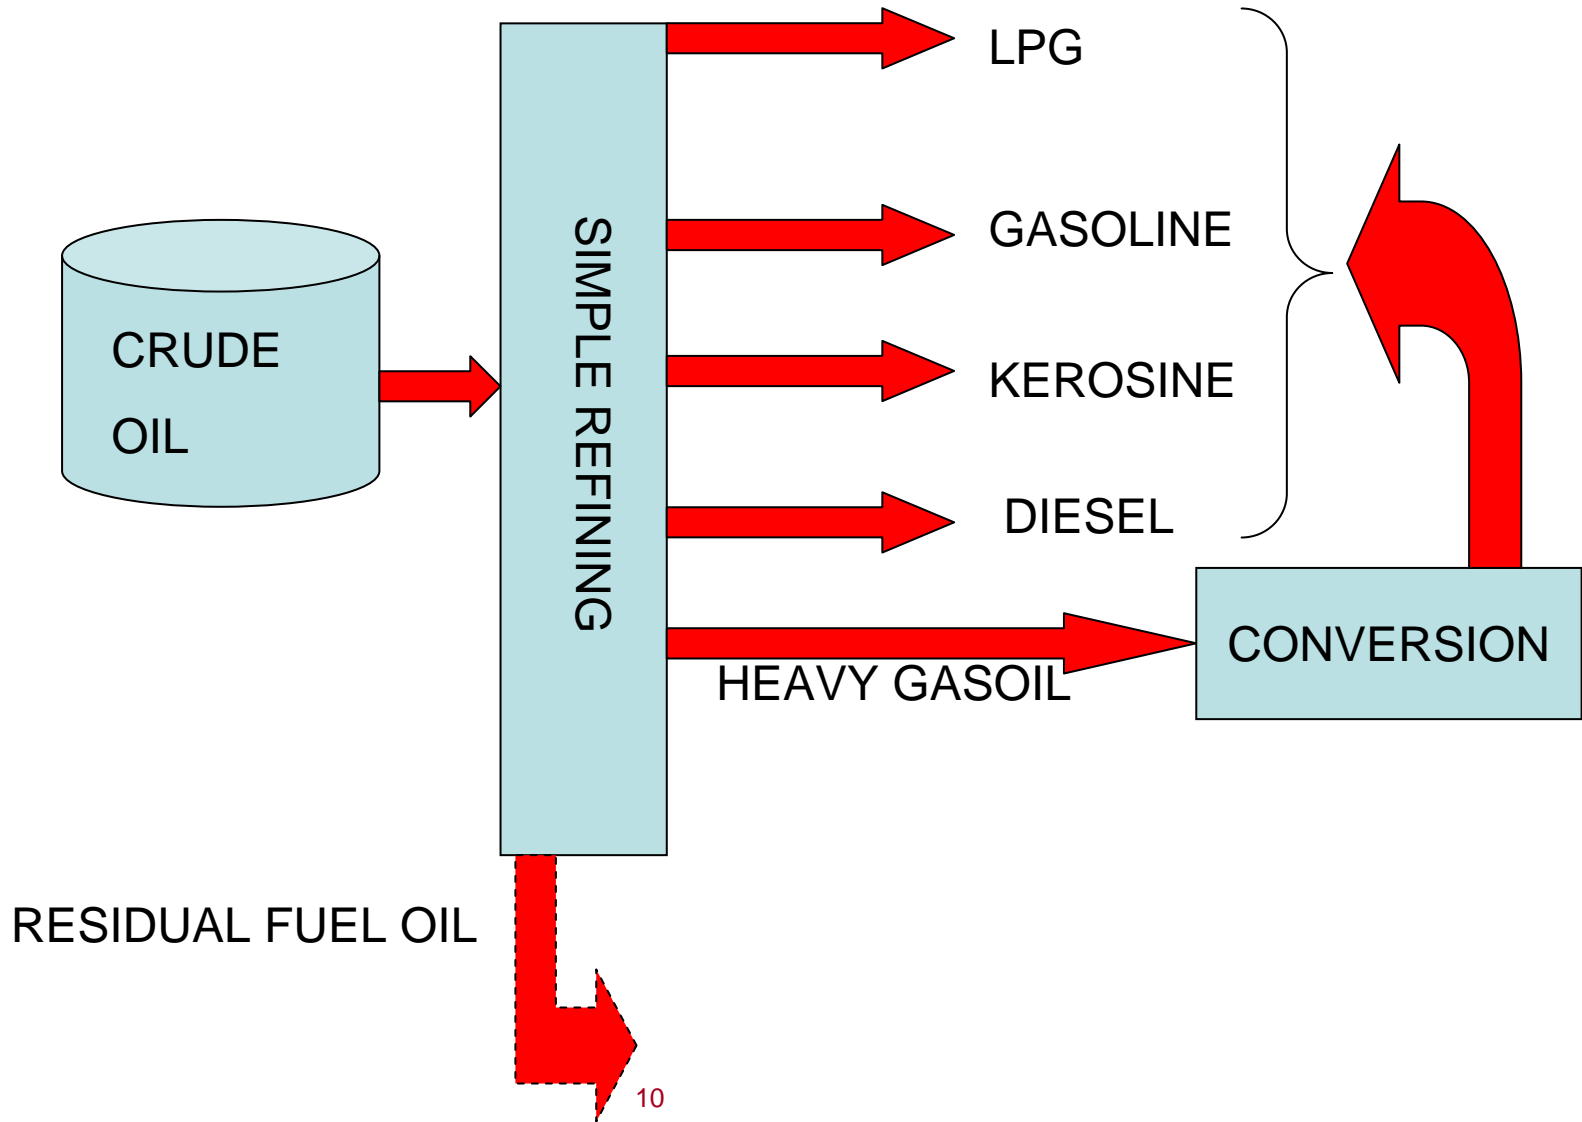 LPG
GASOLINE
CRUDE
OIL
SIMPLE REFINING
KEROSINE
DIESEL
CONVERSION
HEAVY GASOIL
RESIDUAL FUEL OIL
10